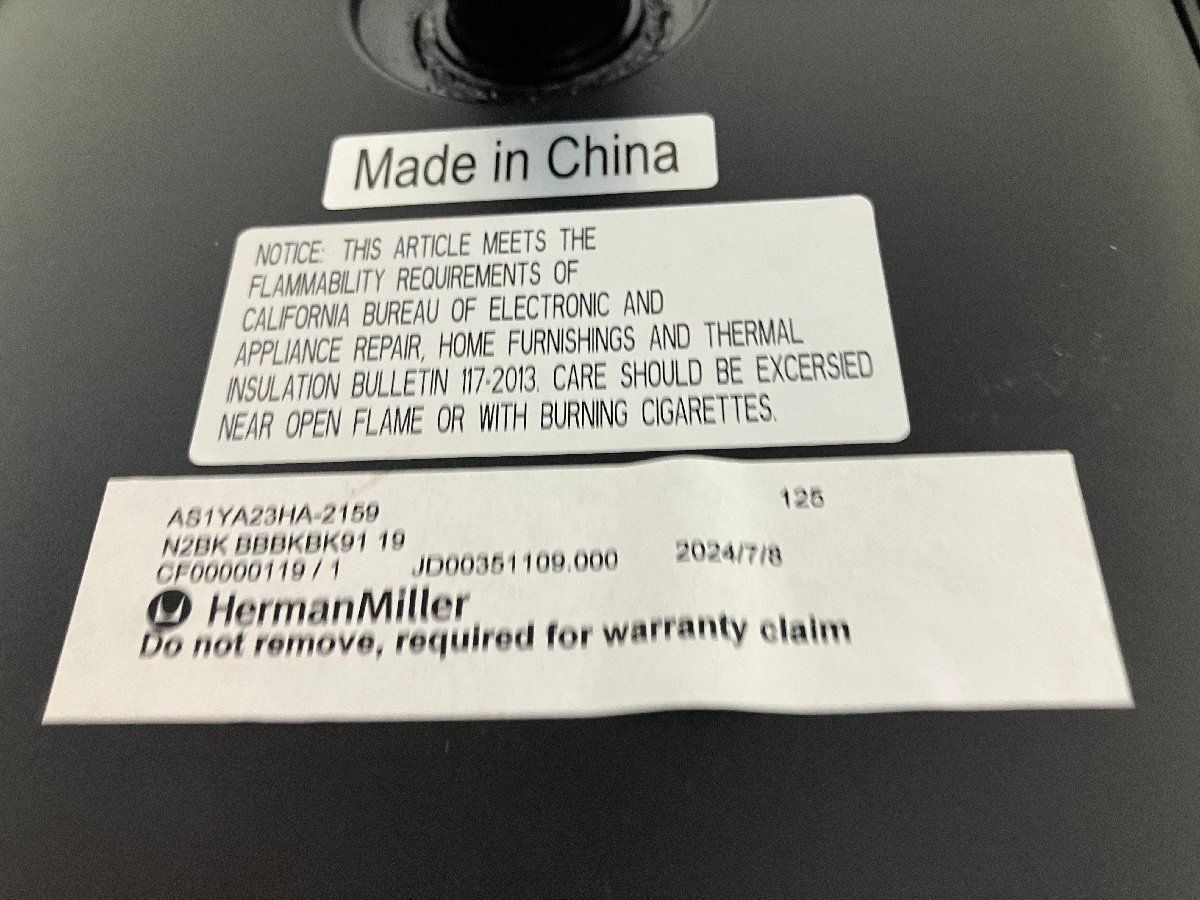 Made in China
NOTICE: THIS ARTICLE MEETS THE
FLAMMABILITY REQUIREMENTS OF
CALIFORNIA BUREAU OF ELECTRONIC AND
APPLIANCE REPAIR, HOME FURNISHINGS AND THERMAL
INSULATION BULLETIN 117-2013. CARE SHOULD BE EXCERSIED
NEAR OPEN FLAME OR WITH BURNING CIGARETTES.
AS1YA23HA-2159 125
N2BK BBBKBK91 19
CF00000119 / 1 JD00351109.000 2024/7/8
HermanMiller
Do not remove, required for warranty claim